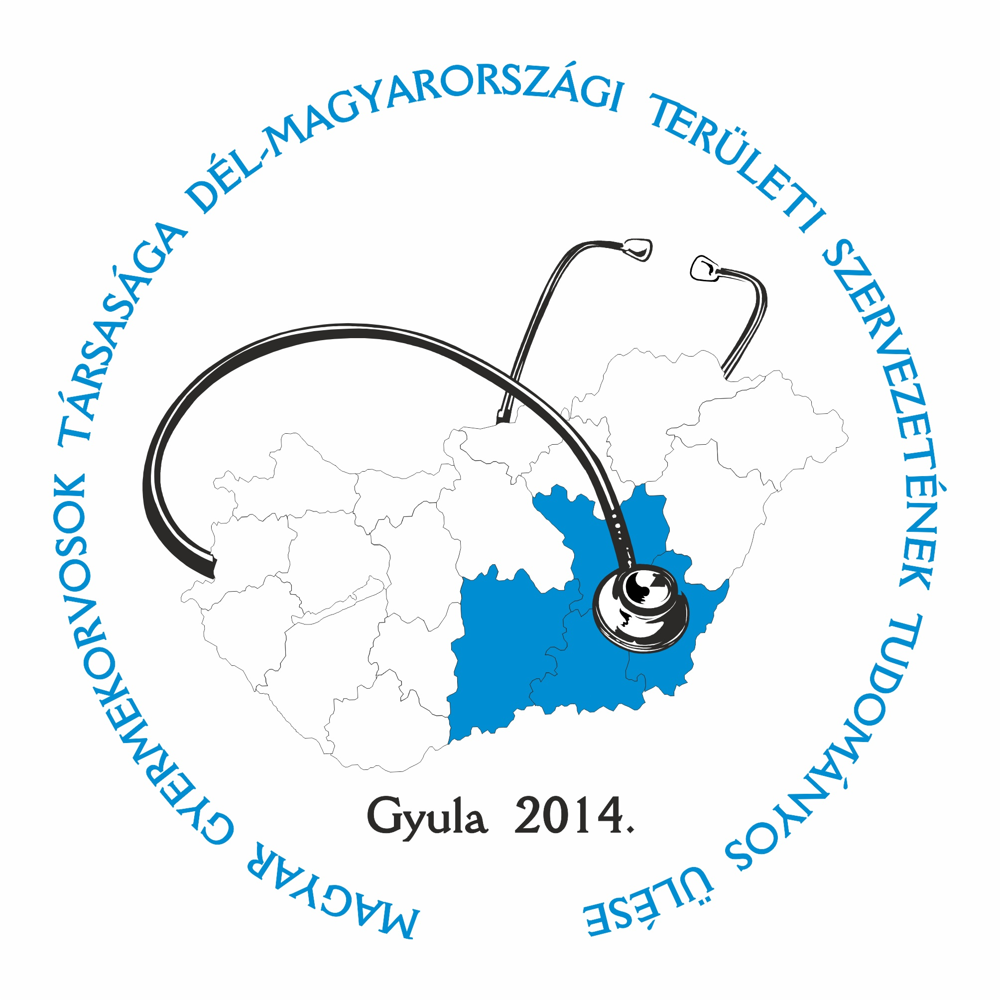 MAGYAR GYERMEKORVOSOK TÁRSASÁGA DÉL-MAGYARORSZÁGI TERÜLETI SZERVEZETÉNEK TUDOMÁNYOS ÜLÉSE
Gyula 2014.